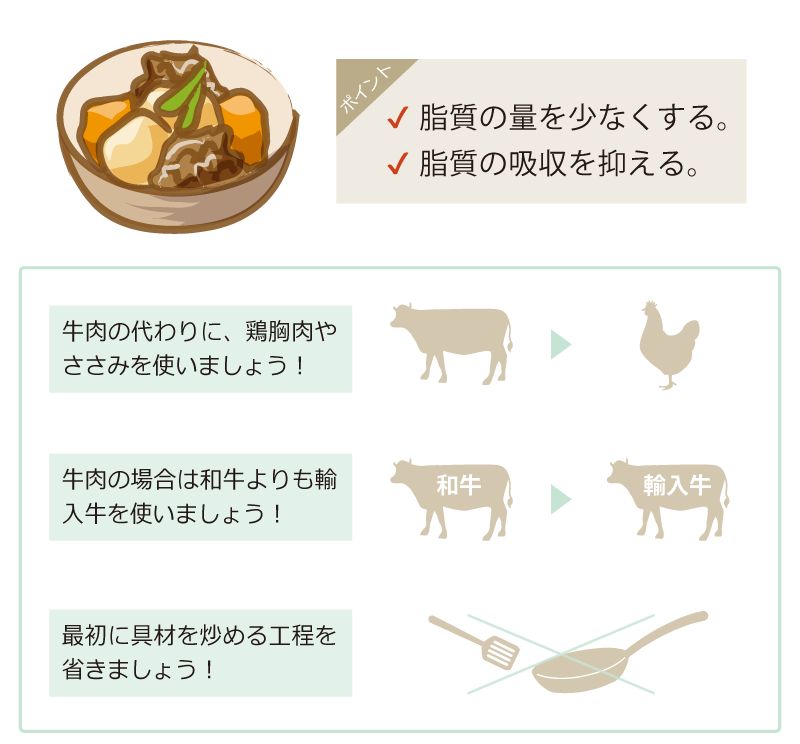 ポイント
✓ 脂質の量を少なくする。
✓ 脂質の吸収を抑える。
牛肉の代わりに、鶏胸肉や
ささみを使いましょう！
牛肉の場合は和牛よりも輸
入牛を使いましょう！
和牛
輸入牛
最初に具材を炒める工程を
省きましょう！